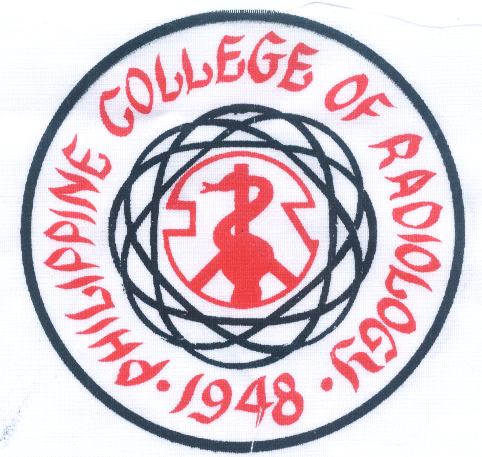 PHILIPPINE COLLEGE OF RADIOLOGY
· 1948 ·